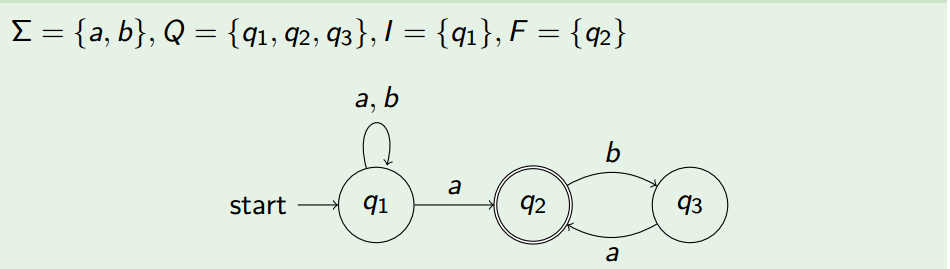 Σ = {a, b}, Q = {q₁, q₂, q₃}, I = {q₁}, F = {q₂}
a, b
b
a
start
q₁
q₂
q₃
a